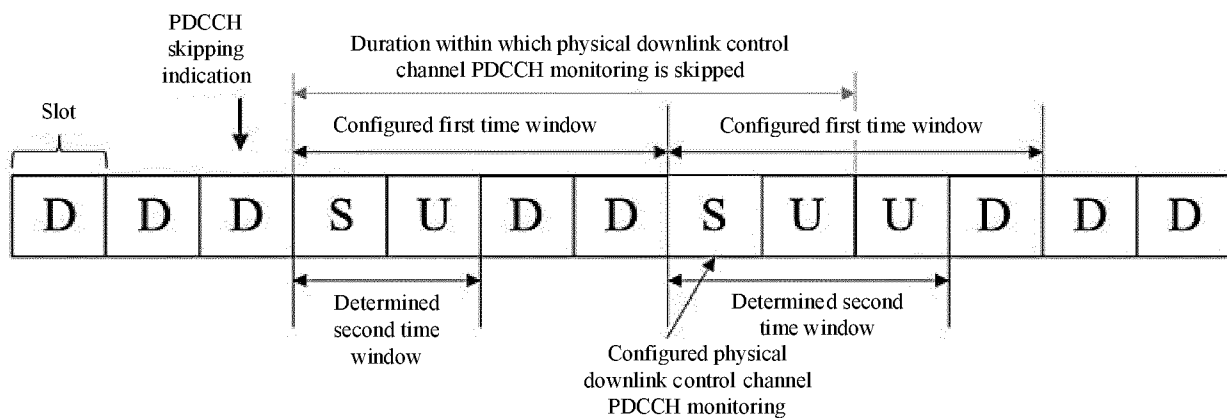 PDCCH
skipping
indication
Duration within which physical downlink control
channel PDCCH monitoring is skipped
Slot
Configured first time window
Configured first time window
D D D S U D D S U U D D D
Determined
second time
window
Determined second
time window
Configured physical
downlink control channel
PDCCH monitoring